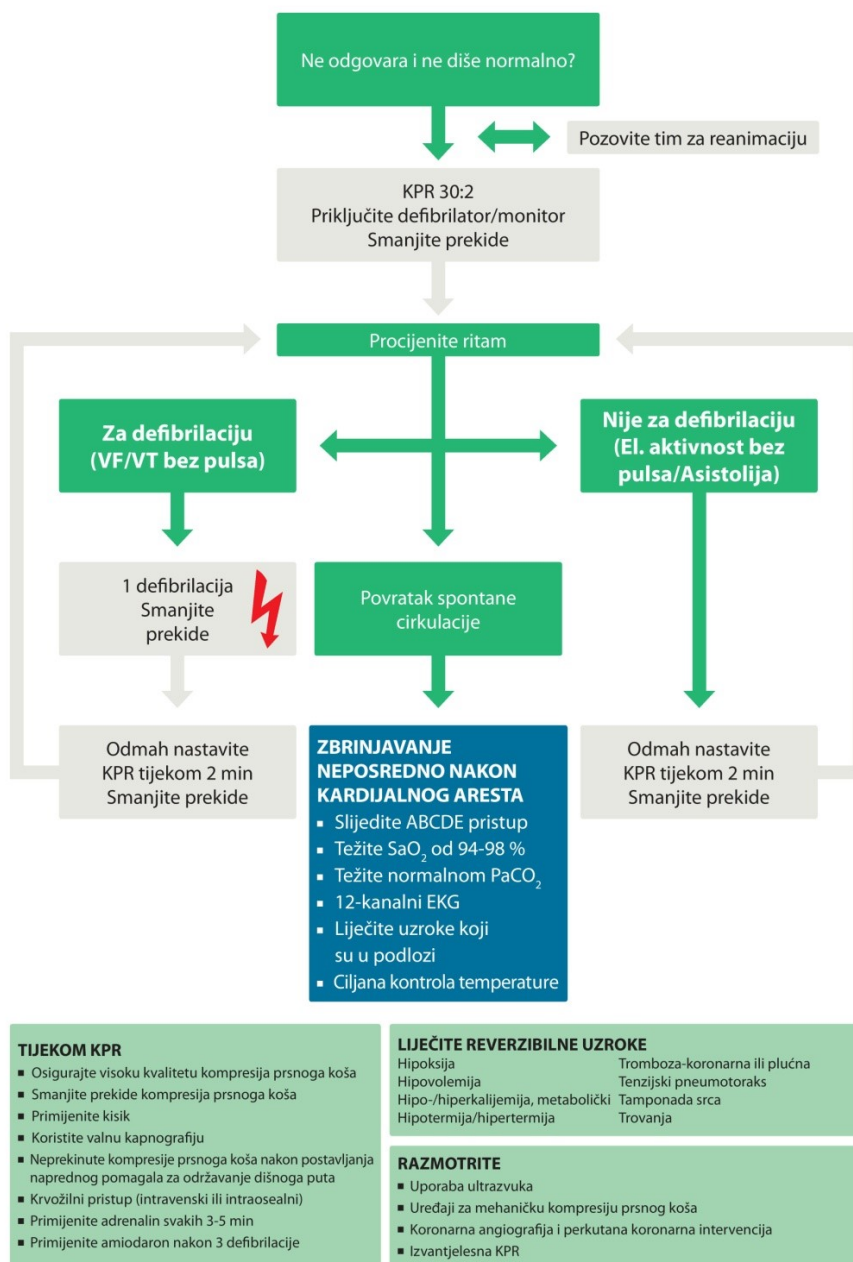 Ne odgovara i ne diše normalno?
Pozovite tim za reanimaciju
KPR 30:2
Priključite defibrilator/monitor
Smanjite prekide
Procijenite ritam
Za defibrilaciju
(VF/VT bez pulsa)
Nije za defibrilaciju
(El. aktivnost bez
pulsa/Asistolija)
1 defibrilacija
Smanjite
prekide
Povratak spontane
cirkulacije
Odmah nastavite
KPR tijekom 2 min
Smanjite prekide
ZBRINJAVANJE
NEPOSREDNO NAKON
KARDIJALNOG ARESTA
▪ Slijedite ABCDE pristup
▪ Težite SaO₂ od 94-98 %
▪ Težite normalnom PaCO₂
▪ 12-kanalni EKG
▪ Liječite uzroke koji
su u podlozi
▪ Ciljana kontrola temperature
Odmah nastavite
KPR tijekom 2 min
Smanjite prekide
TIJEKOM KPR
▪ Osigurajte visoku kvalitetu kompresija prsnoga koša
▪ Smanjite prekide kompresija prsnoga koša
▪ Primijenite kisik
▪ Koristite valnu kapnografiju
▪ Neprekinute kompresije prsnoga koša nakon postavljanja
naprednog pomagala za održavanje dišnoga puta
▪ Krvožilni pristup (intravenski ili intraosealni)
▪ Primijenite adrenalin svakih 3-5 min
▪ Primijenite amiodaron nakon 3 defibrilacije
LIJEČITE REVERZIBILNE UZROKE
Hipoksija
Hipovolemija
Hipo-/hiperkalijemija, metabolički
Hipotermija/hipertermija
Tromboza-koronarna ili plućna
Tenzijski pneumotoraks
Tamponada srca
Trovanja
RAZMOTRITE
▪ Uporaba ultrazvuka
▪ Uređaji za mehaničku kompresiju prsnog koša
▪ Koronarna angiografija i perkutana koronarna intervencija
▪ Izvantjelesna KPR